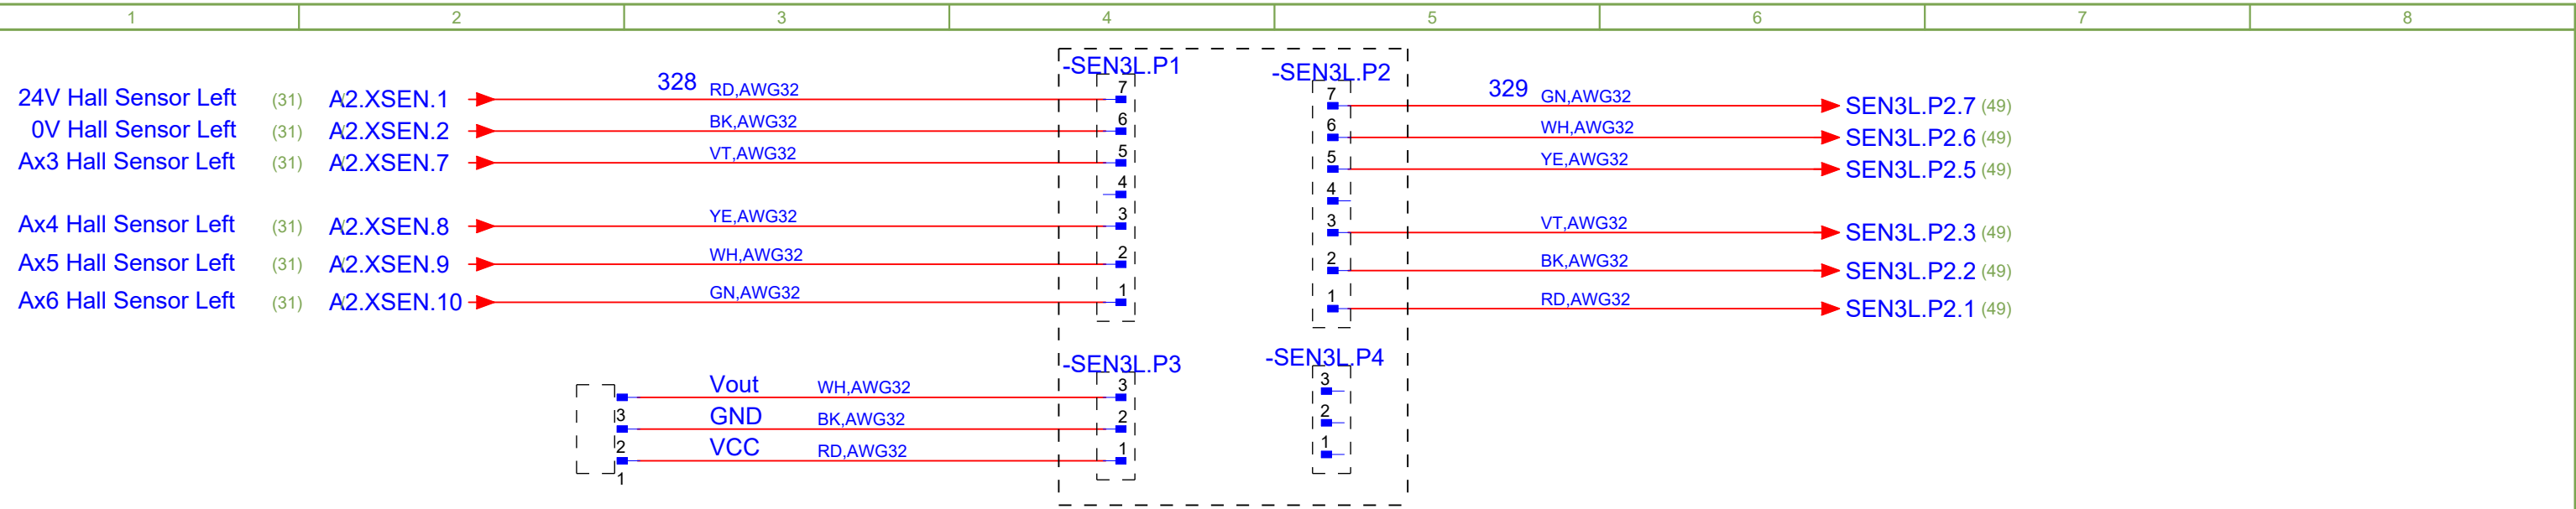 1 2 3 4 5 6 7 8
-SEN3L.P1 -SEN3L.P2
24V Hall Sensor Left (31) A2.XSEN.1 328 RD,AWG32 7 7 329 GN,AWG32 SEN3L.P2.7 (49)
0V Hall Sensor Left (31) A2.XSEN.2 BK,AWG32 6 6 WH,AWG32 SEN3L.P2.6 (49)
Ax3 Hall Sensor Left (31) A2.XSEN.7 VT,AWG32 5 5 YE,AWG32 SEN3L.P2.5 (49)
4 4
Ax4 Hall Sensor Left (31) A2.XSEN.8 YE,AWG32 3 3 VT,AWG32 SEN3L.P2.3 (49)
Ax5 Hall Sensor Left (31) A2.XSEN.9 WH,AWG32 2 2 BK,AWG32 SEN3L.P2.2 (49)
Ax6 Hall Sensor Left (31) A2.XSEN.10 GN,AWG32 1 1 RD,AWG32 SEN3L.P2.1 (49)
-SEN3L.P3 -SEN3L.P4
3 Vout WH,AWG32 3 3
2 GND BK,AWG32 2 2
1 VCC RD,AWG32 1 1